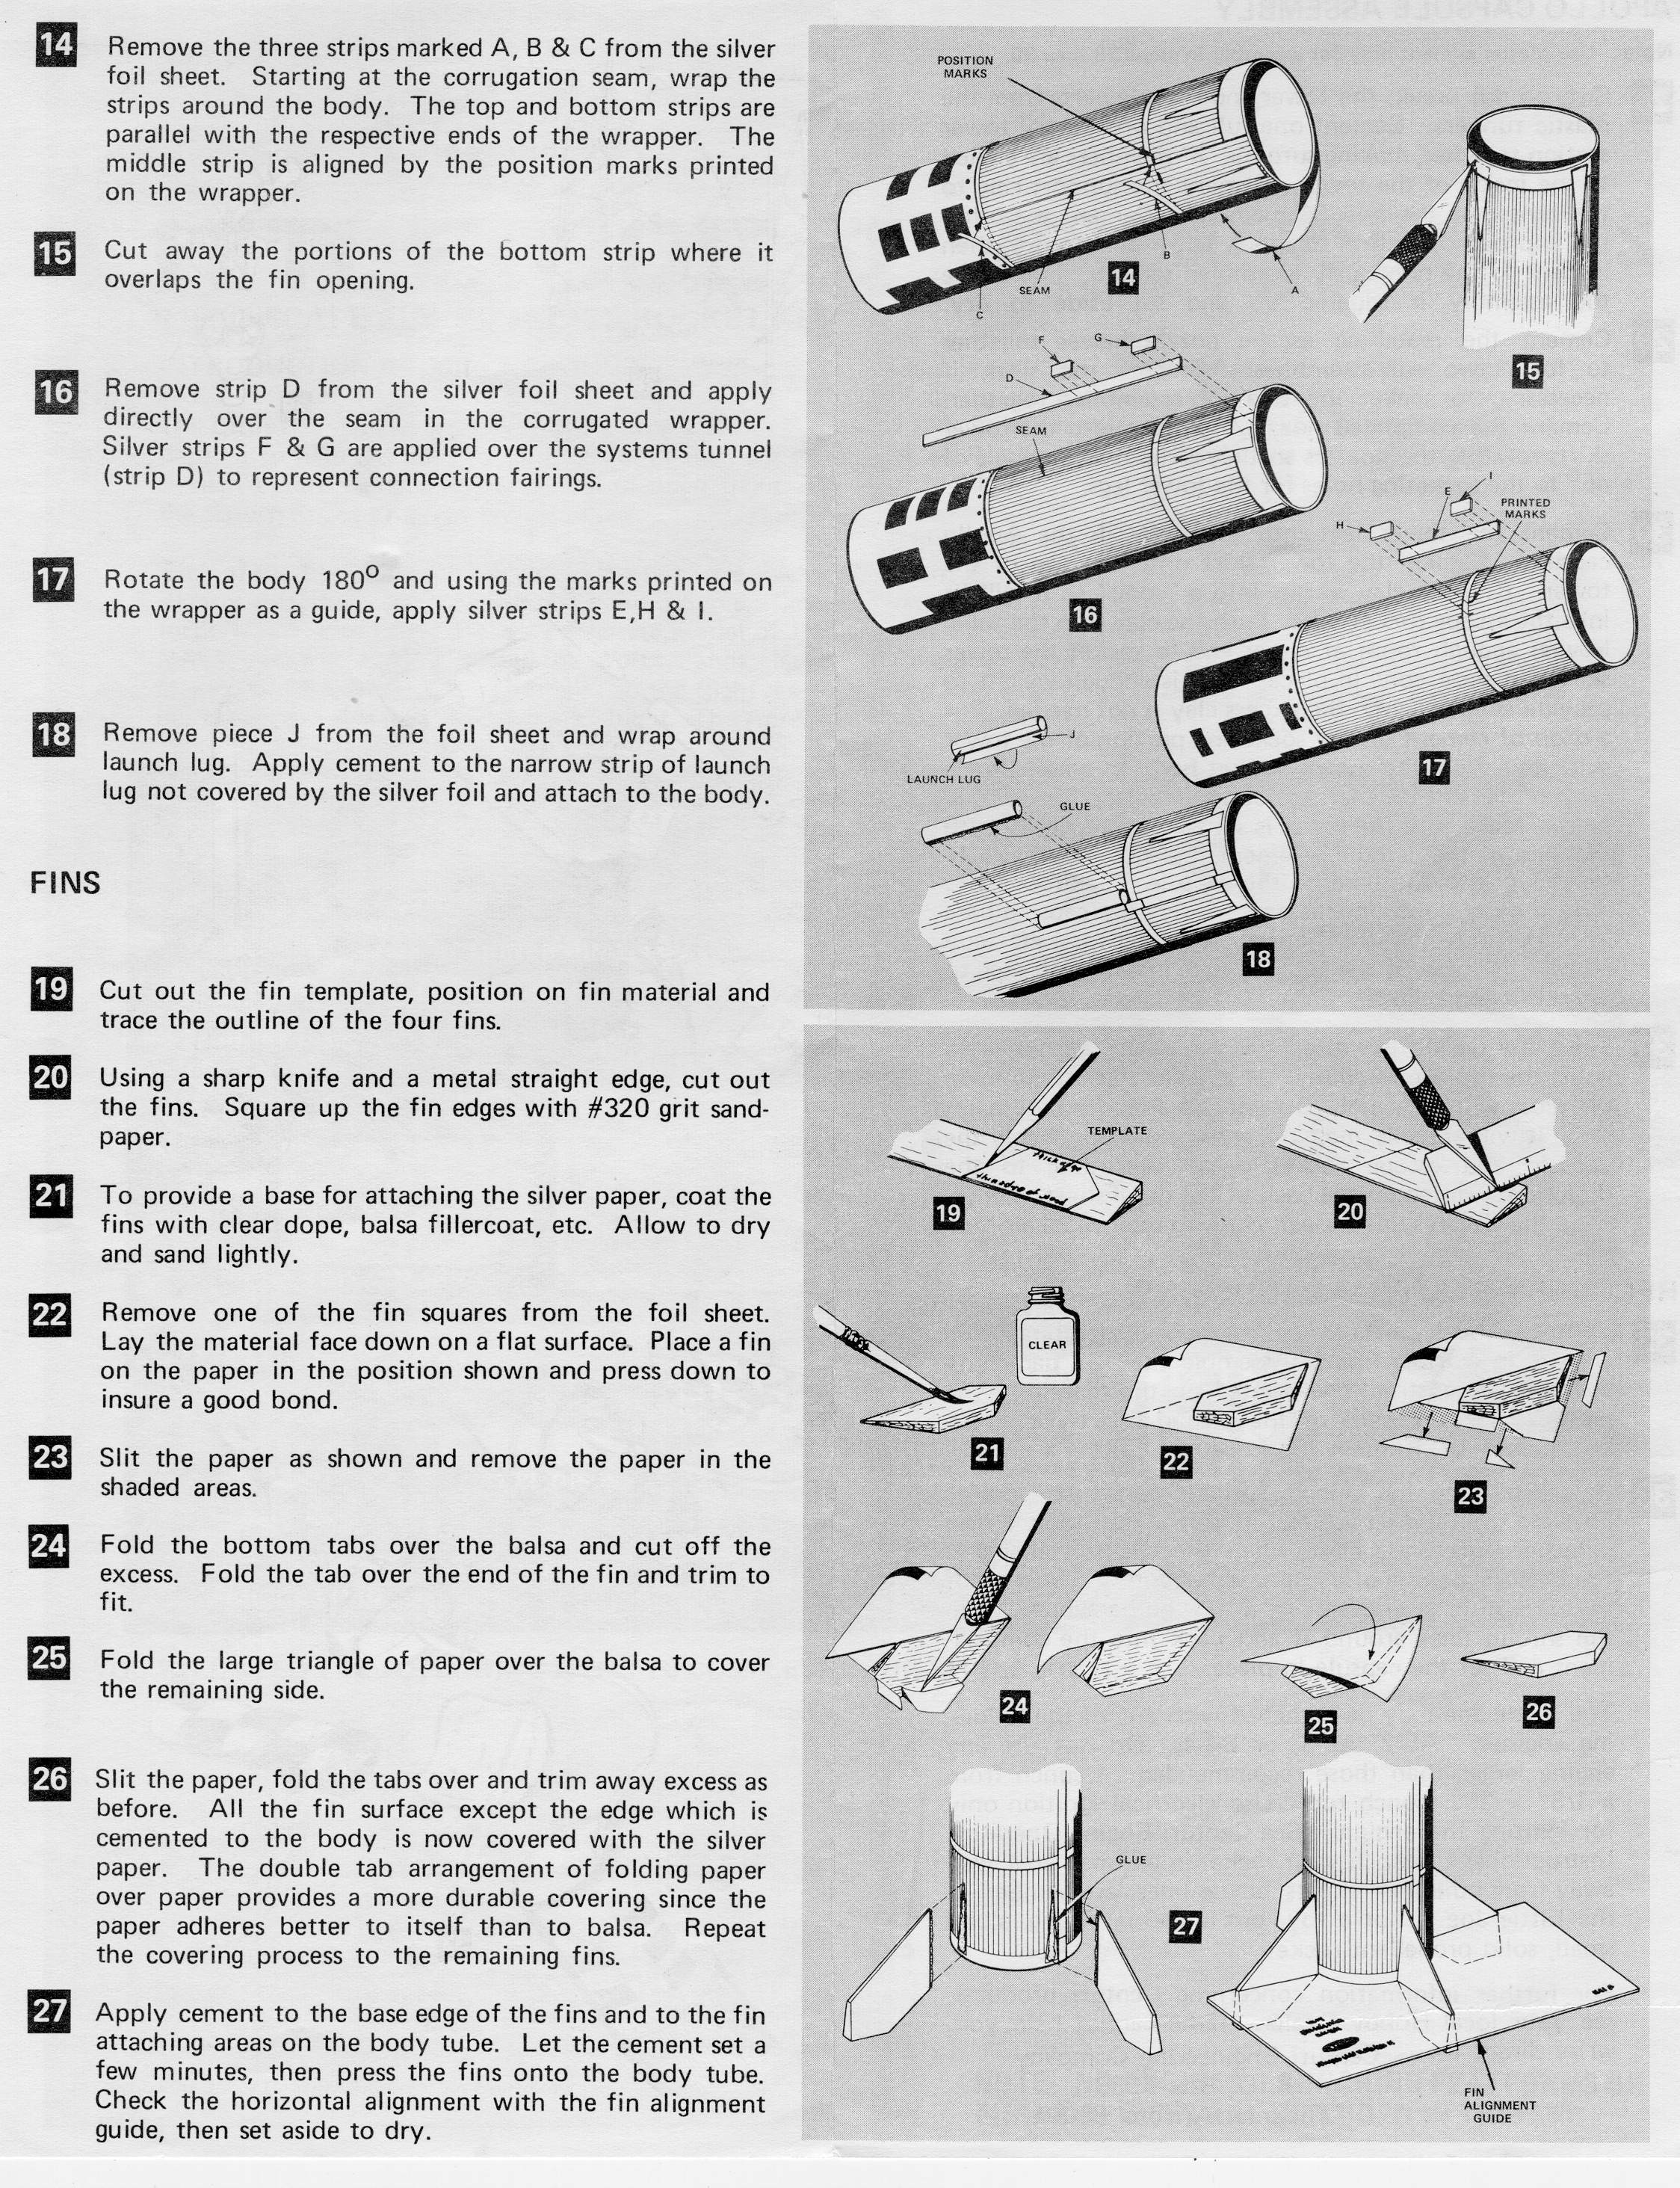 14
Remove the three strips marked A, B & C from the silver
foil sheet. Starting at the corrugation seam, wrap the
strips around the body. The top and bottom strips are
parallel with the respective ends of the wrapper. The
middle strip is aligned by the position marks printed
on the wrapper.
15
Cut away the portions of the bottom strip where it
overlaps the fin opening.
16
Remove strip D from the silver foil sheet and apply
directly over the seam in the corrugated wrapper.
Silver strips F & G are applied over the systems tunnel
(strip D) to represent connection fairings.
17
Rotate the body 180º and using the marks printed on
the wrapper as a guide, apply silver strips E,H & I.
18
Remove piece J from the foil sheet and wrap around
launch lug. Apply cement to the narrow strip of launch
lug not covered by the silver foil and attach to the body.
FINS
19
Cut out the fin template, position on fin material and
trace the outline of the four fins.
20
Using a sharp knife and a metal straight edge, cut out
the fins. Square up the fin edges with #320 grit sand-
paper.
21
To provide a base for attaching the silver paper, coat the
fins with clear dope, balsa fillercoat, etc. Allow to dry
and sand lightly.
22
Remove one of the fin squares from the foil sheet.
Lay the material face down on a flat surface. Place a fin
on the paper in the position shown and press down to
insure a good bond.
23
Slit the paper as shown and remove the paper in the
shaded areas.
24
Fold the bottom tabs over the balsa and cut off the
excess. Fold the tab over the end of the fin and trim to
fit.
25
Fold the large triangle of paper over the balsa to cover
the remaining side.
26
Slit the paper, fold the tabs over and trim away excess as
before. All the fin surface except the edge which is
cemented to the body is now covered with the silver
paper. The double tab arrangement of folding paper
over paper provides a more durable covering since the
paper adheres better to itself than to balsa. Repeat
the covering process to the remaining fins.
27
Apply cement to the base edge of the fins and to the fin
attaching areas on the body tube. Let the cement set a
few minutes, then press the fins onto the body tube.
Check the horizontal alignment with the fin alignment
guide, then set aside to dry.
POSITION
MARKS
B
SEAM
14
A
C
15
F
G
D
SEAM
16
I
E
PRINTED
MARKS
H
17
J
LAUNCH LUG
GLUE
18
TEMPLATE
19
20
CLEAR
21
22
23
24
25
26
GLUE
27
FIN
ALIGNMENT
GUIDE